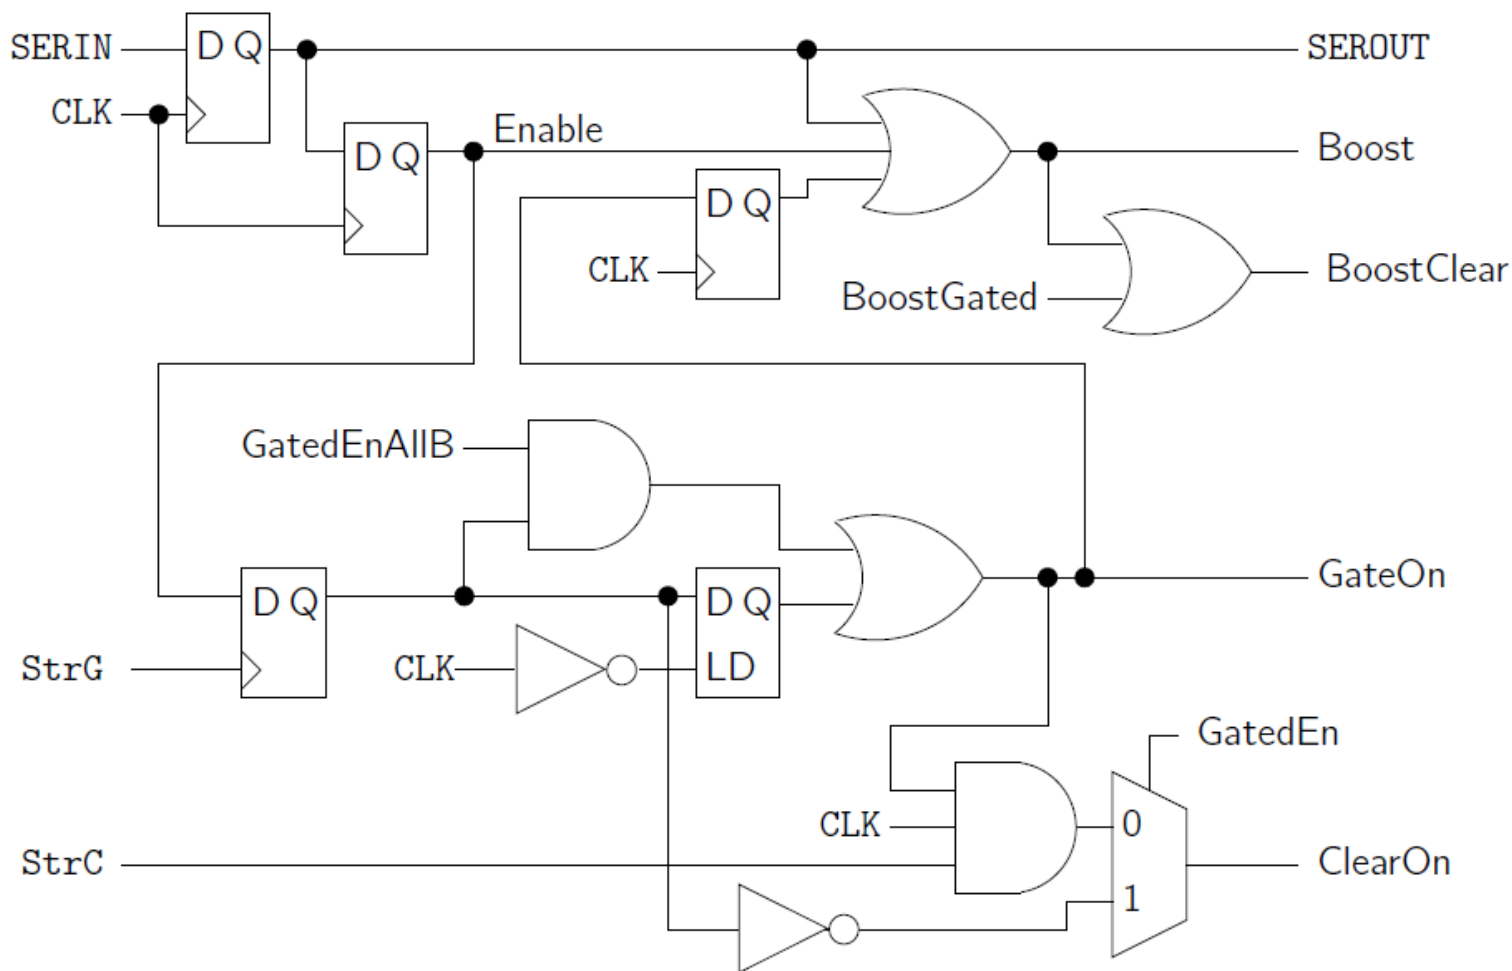 SERIN
D Q
SEROUT
CLK
Enable
D Q
Boost
D Q
CLK
BoostGated
BoostClear
GatedEnAllB
D Q
D Q
GateOn
StrG
CLK
LD
GatedEn
CLK
0
StrC
ClearOn
1